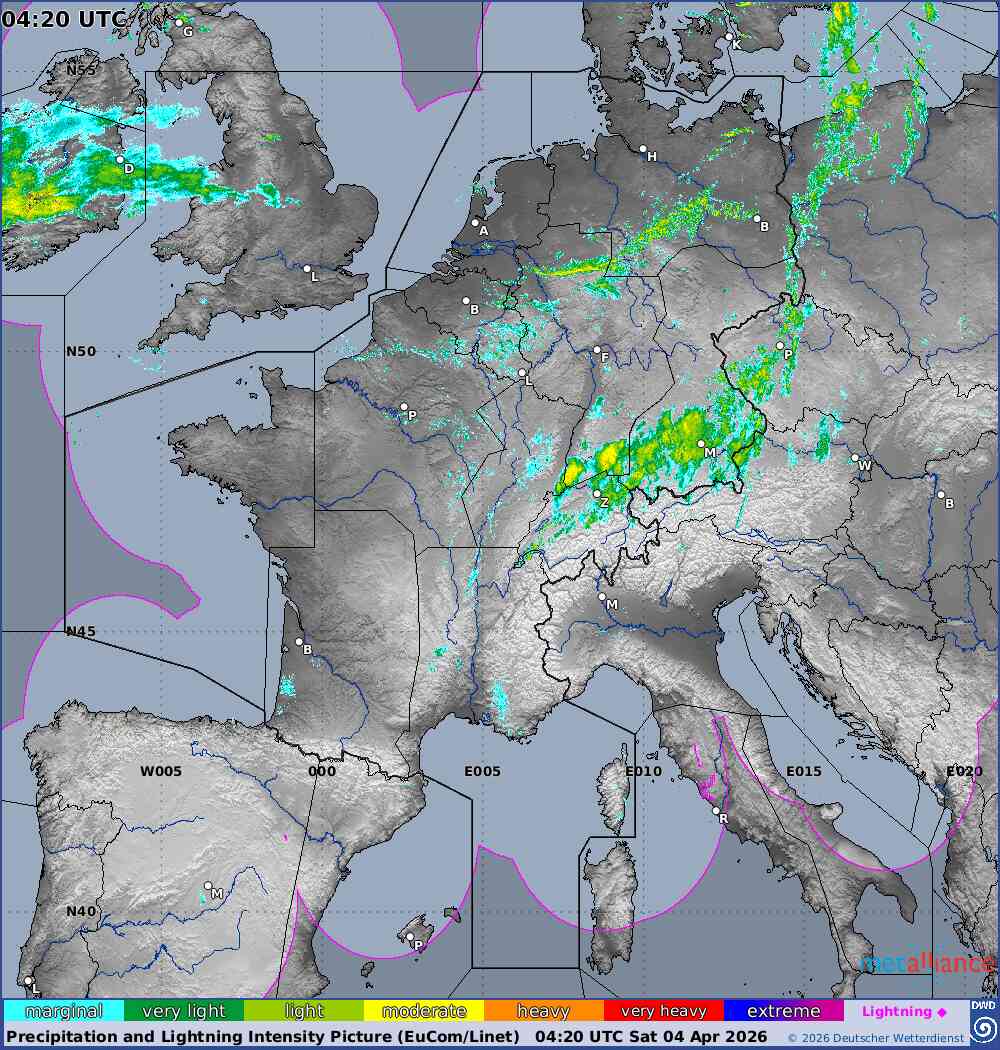 04:20 UTC
G
K
N55
H
D
A
B
L
B
N50
P
F
L
P
M
W
Z
B
M
N45
B
W005
000
E005
E010
E015
E020
R
M
N40
P
metalliance
L
marginal very light light moderate heavy very heavy extreme Lightning ◆
DWD
Precipitation and Lightning Intensity Picture (EuCom/Linet) 04:20 UTC Sat 04 Apr 2026 © 2026 Deutscher Wetterdienst